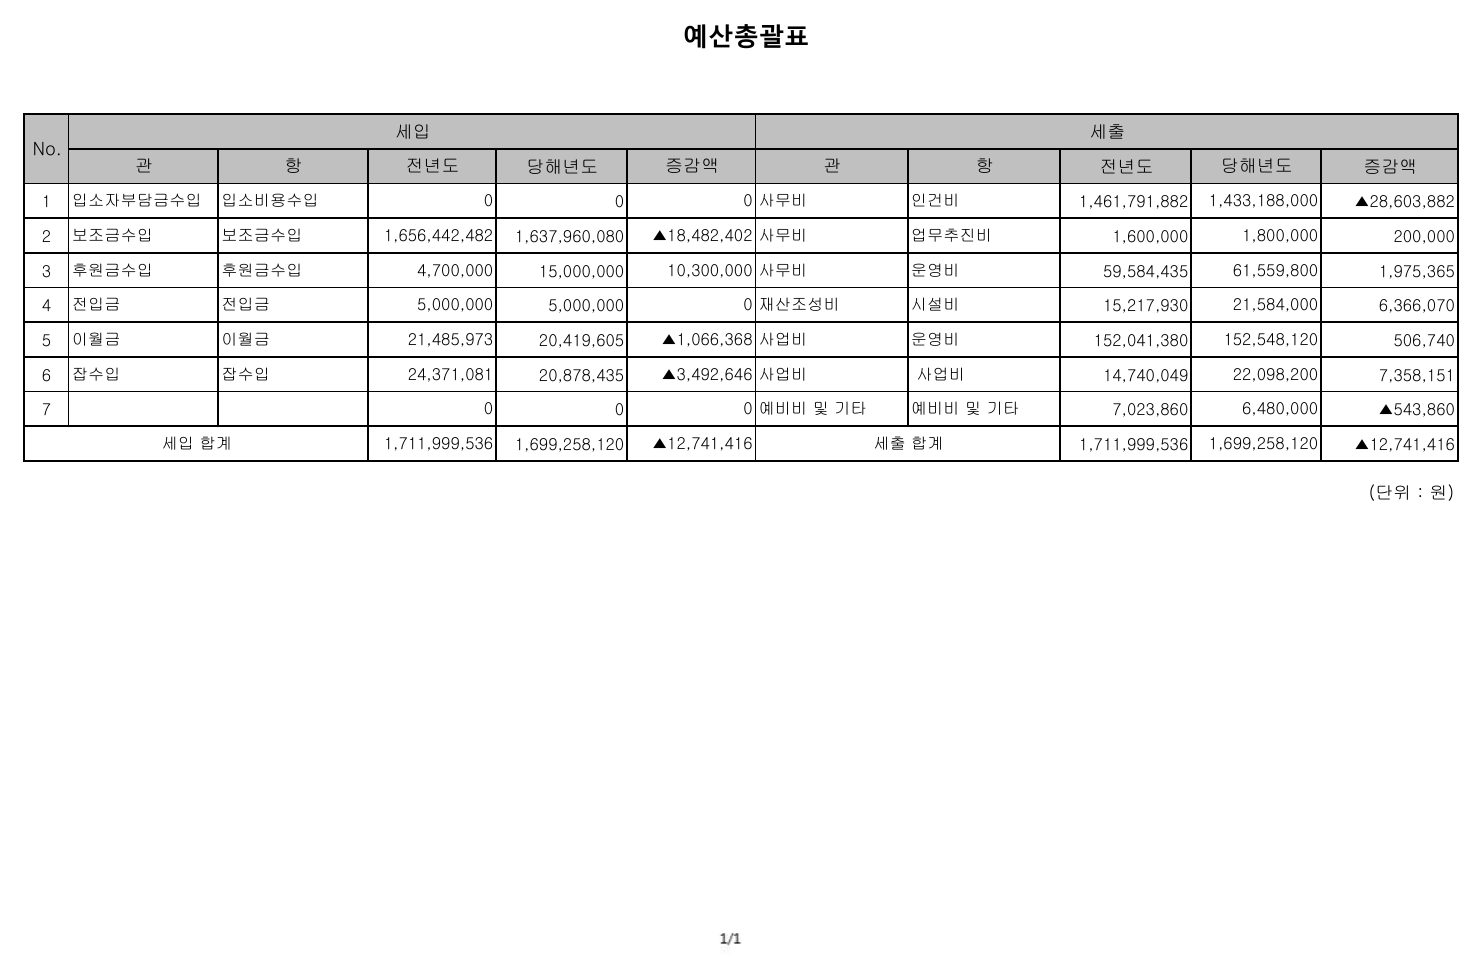 예산총괄표
No. 세입 세출
관 항 전년도 당해년도 증감액 관 항 전년도 당해년도 증감액
1 입소자부담금수입 입소비용수입 0 0 0 사무비 인건비 1,461,791,882 1,433,188,000 ▲28,603,882
2 보조금수입 보조금수입 1,656,442,482 1,637,960,080 ▲18,482,402 사무비 업무추진비 1,600,000 1,800,000 200,000
3 후원금수입 후원금수입 4,700,000 15,000,000 10,300,000 사무비 운영비 59,584,435 61,559,800 1,975,365
4 전입금 전입금 5,000,000 5,000,000 0 재산조성비 시설비 15,217,930 21,584,000 6,366,070
5 이월금 이월금 21,485,973 20,419,605 ▲1,066,368 사업비 운영비 152,041,380 152,548,120 506,740
6 잡수입 잡수입 24,371,081 20,878,435 ▲3,492,646 사업비 사업비 14,740,049 22,098,200 7,358,151
7 0 0 0 예비비 및 기타 예비비 및 기타 7,023,860 6,480,000 ▲543,860
세입 합계 1,711,999,536 1,699,258,120 ▲12,741,416 세출 합계 1,711,999,536 1,699,258,120 ▲12,741,416
(단위 : 원)
1/1